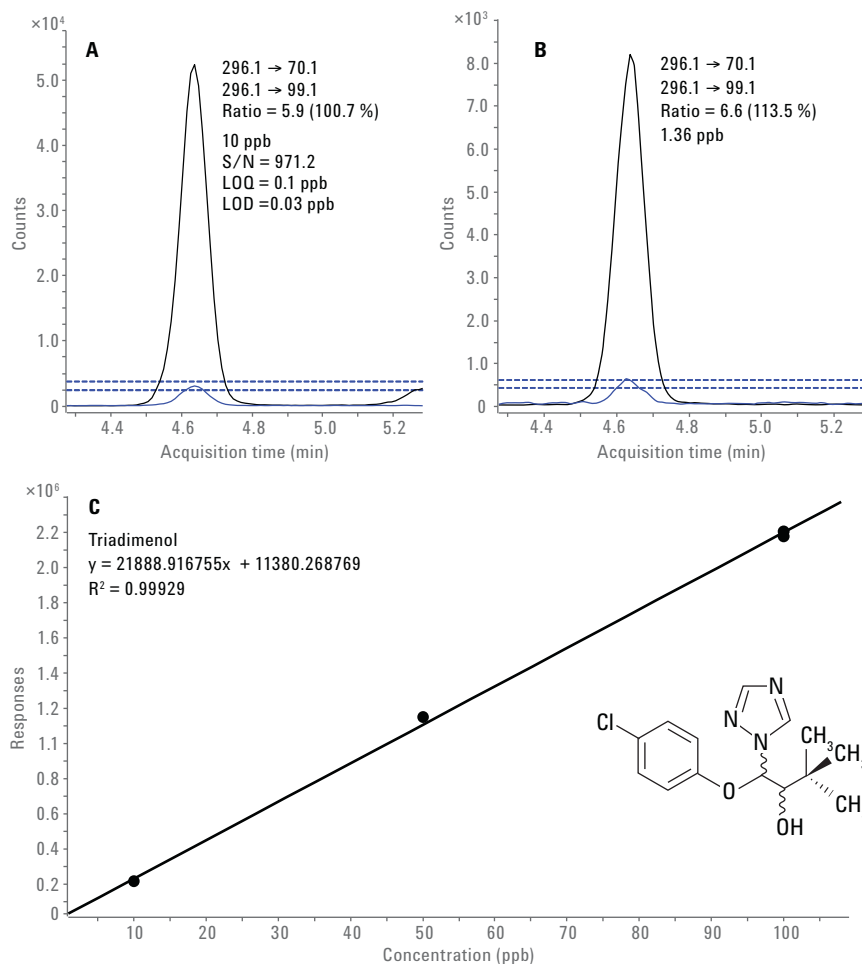 ×10⁴
A
5.0
4.0
3.0
2.0
1.0
0
Counts
296.1 → 70.1
296.1 → 99.1
Ratio = 5.9 (100.7 %)
10 ppb
S/N = 971.2
LOQ = 0.1 ppb
LOD =0.03 ppb
4.4 4.6 4.8 5.0 5.2
Acquisition time (min)
×10³
B
8.0
7.0
6.0
5.0
4.0
3.0
2.0
1.0
0
Counts
296.1 → 70.1
296.1 → 99.1
Ratio = 6.6 (113.5 %)
1.36 ppb
4.4 4.6 4.8 5.0 5.2
Acquisition time (min)
×10⁶
C
2.2
2.0
1.8
1.6
1.4
1.2
1.0
0.8
0.6
0.4
0.2
0
Responses
Triadimenol
y = 21888.916755x + 11380.268769
R² = 0.99929
N
N
N
Cl
O
OH
CH₃
CH
CH
10 20 30 40 50 60 70 80 90 100
Concentration (ppb)